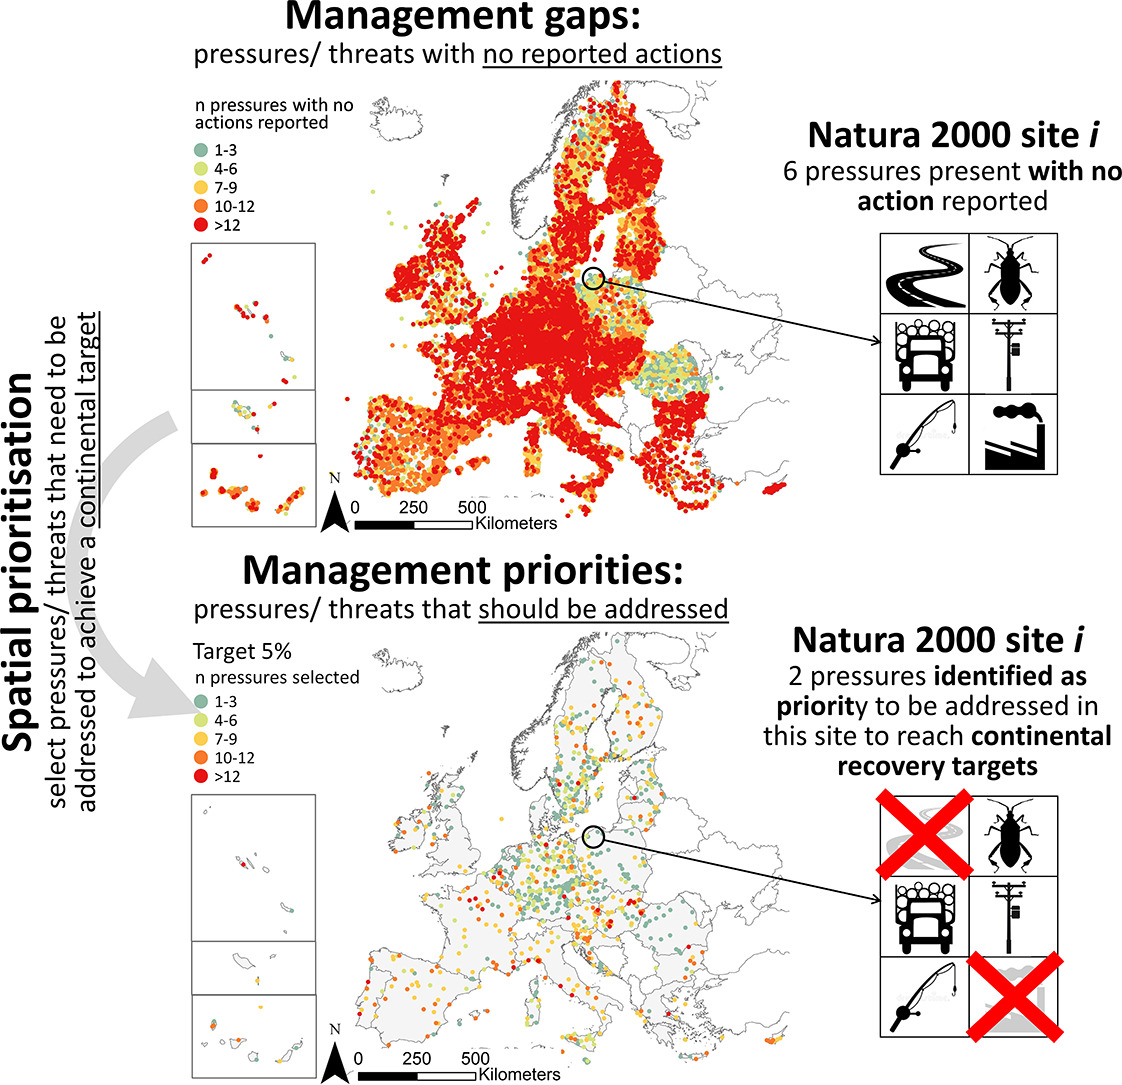 Management gaps:
pressures/ threats with no reported actions
n pressures with no
actions reported
1-3
4-6
7-9
10-12
>12
N
0 250 500
Kilometers
Natura 2000 site i
6 pressures present with no
action reported
Spatial prioritisation
select pressures/ threats that need to be
addressed to achieve a continental target
Management priorities:
pressures/ threats that should be addressed
Target 5%
n pressures selected
1-3
4-6
7-9
10-12
>12
N
0 250 500
Kilometers
Natura 2000 site i
2 pressures identified as
priority to be addressed in
this site to reach continental
recovery targets